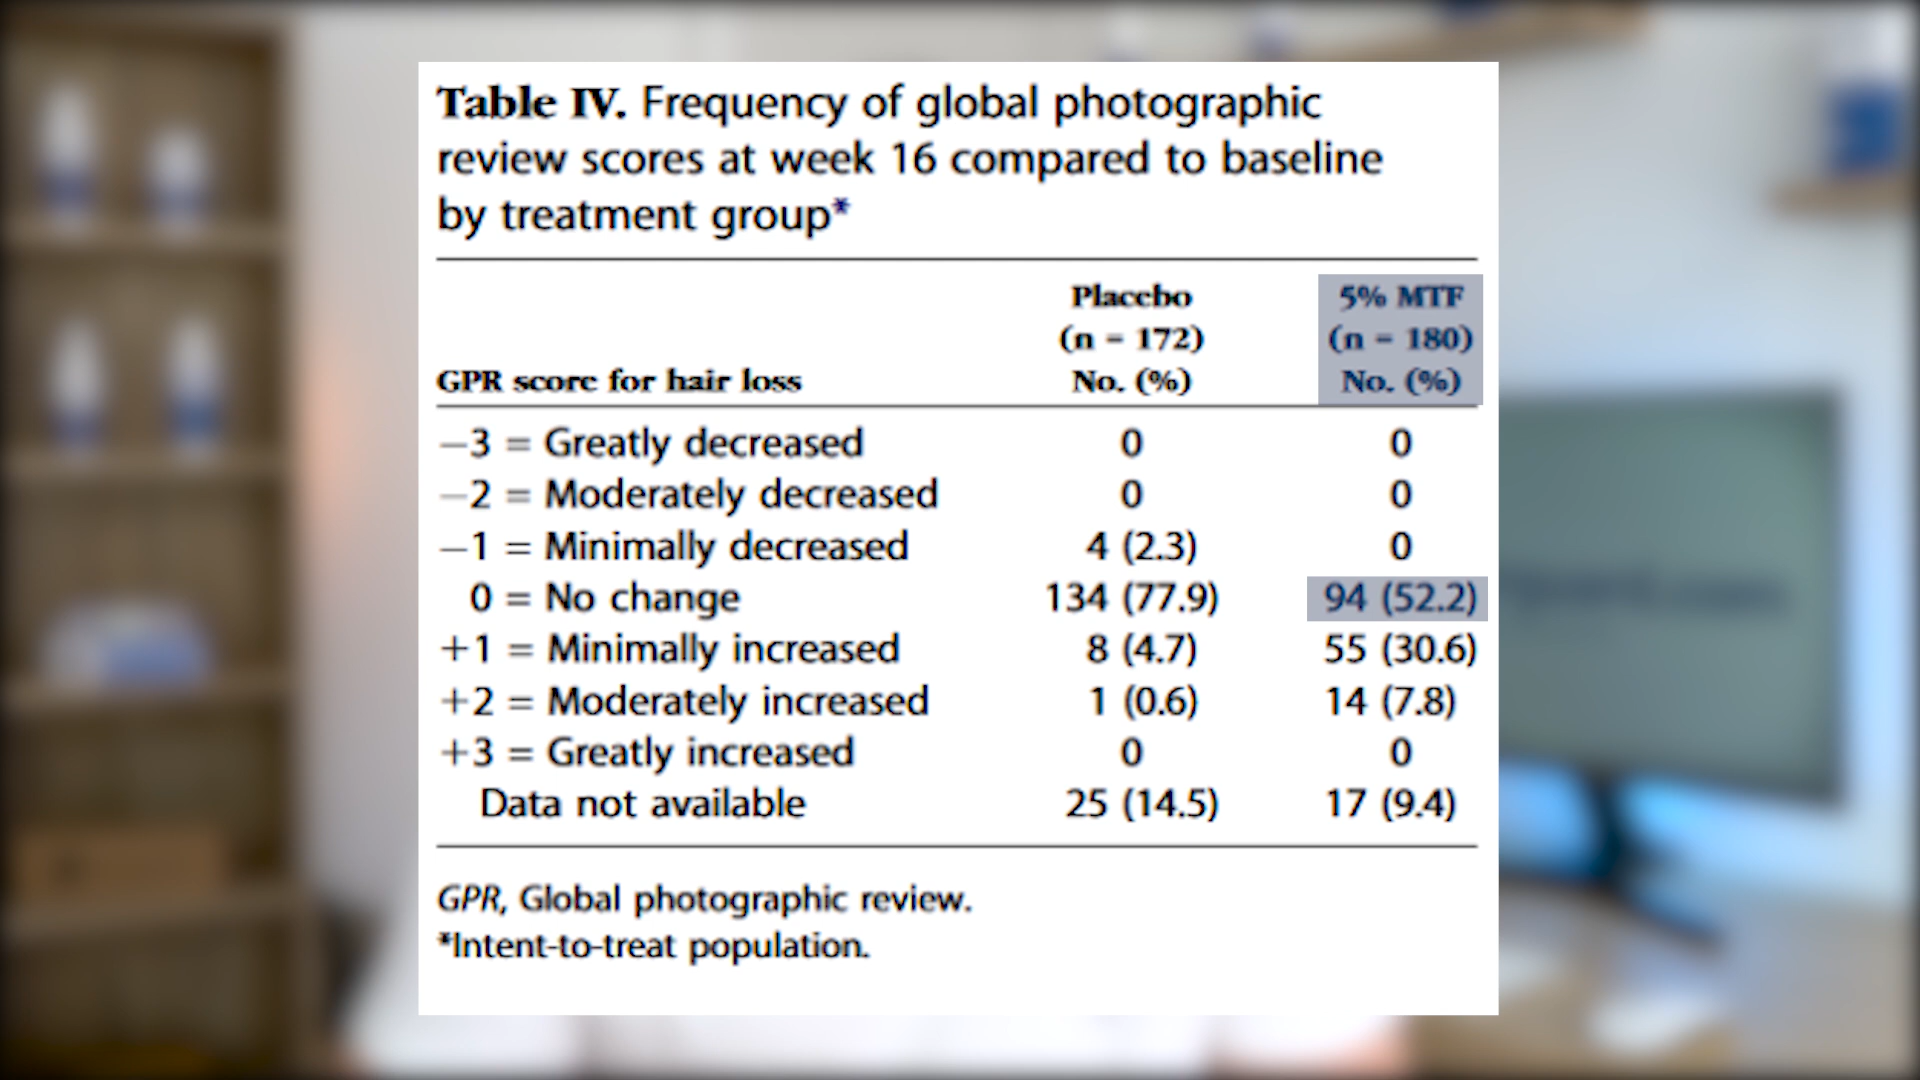 Table IV. Frequency of global photographic
review scores at week 16 compared to baseline
by treatment group*
Placebo 5% MTF
(n = 172) (n = 180)
GPR score for hair loss No. (%) No. (%)
−3 = Greatly decreased 0 0
−2 = Moderately decreased 0 0
−1 = Minimally decreased 4 (2.3) 0
0 = No change 134 (77.9) 94 (52.2)
+1 = Minimally increased 8 (4.7) 55 (30.6)
+2 = Moderately increased 1 (0.6) 14 (7.8)
+3 = Greatly increased 0 0
Data not available 25 (14.5) 17 (9.4)
GPR, Global photographic review.
*Intent-to-treat population.